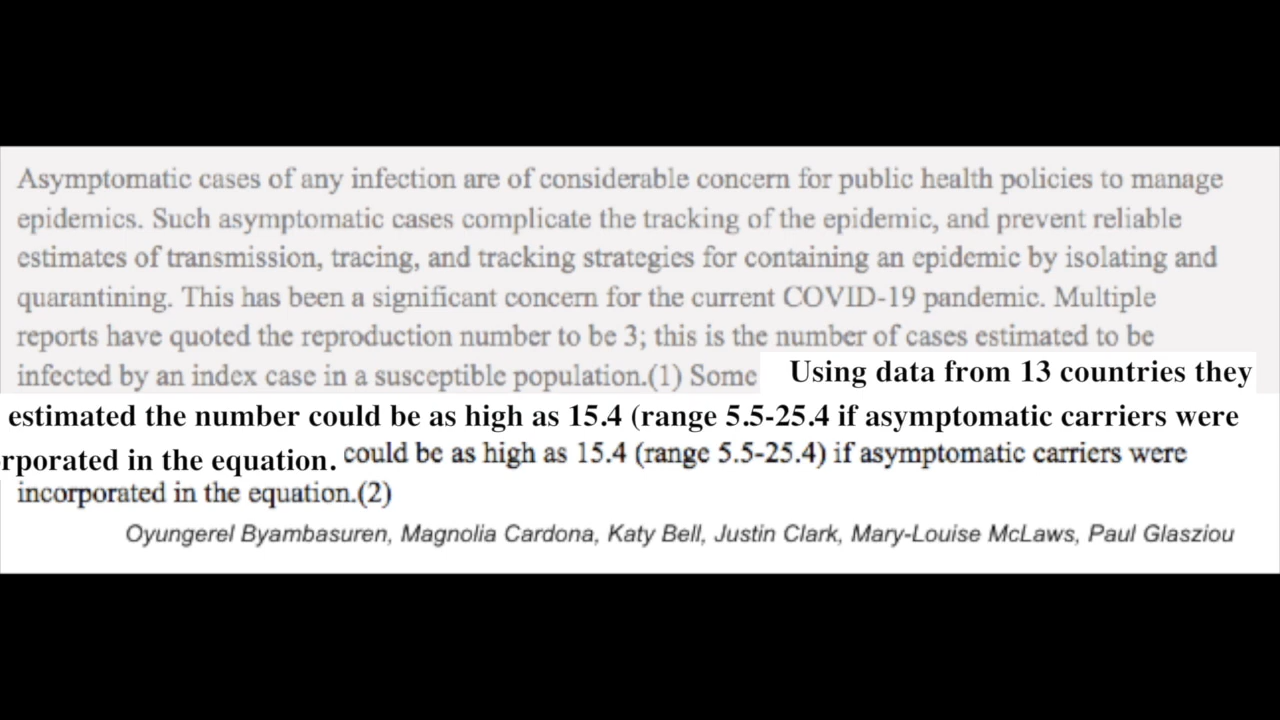 Asymptomatic cases of any infection are of considerable concern for public health policies to manage
epidemics. Such asymptomatic cases complicate the tracking of the epidemic, and prevent reliable
estimates of transmission, tracing, and tracking strategies for containing an epidemic by isolating and
quarantining. This has been a significant concern for the current COVID-19 pandemic. Multiple
reports have quoted the reproduction number to be 3; this is the number of cases estimated to be
infected by an index case in a susceptible population.(1) Some Using data from 13 countries they
estimated the number could be as high as 15.4 (range 5.5-25.4 if asymptomatic carriers were
rporated in the equation. could be as high as 15.4 (range 5.5-25.4) if asymptomatic carriers were
incorporated in the equation.(2)
Oyungerel Byambasuren, Magnolia Cardona, Katy Bell, Justin Clark, Mary-Louise McLaws, Paul Glasziou